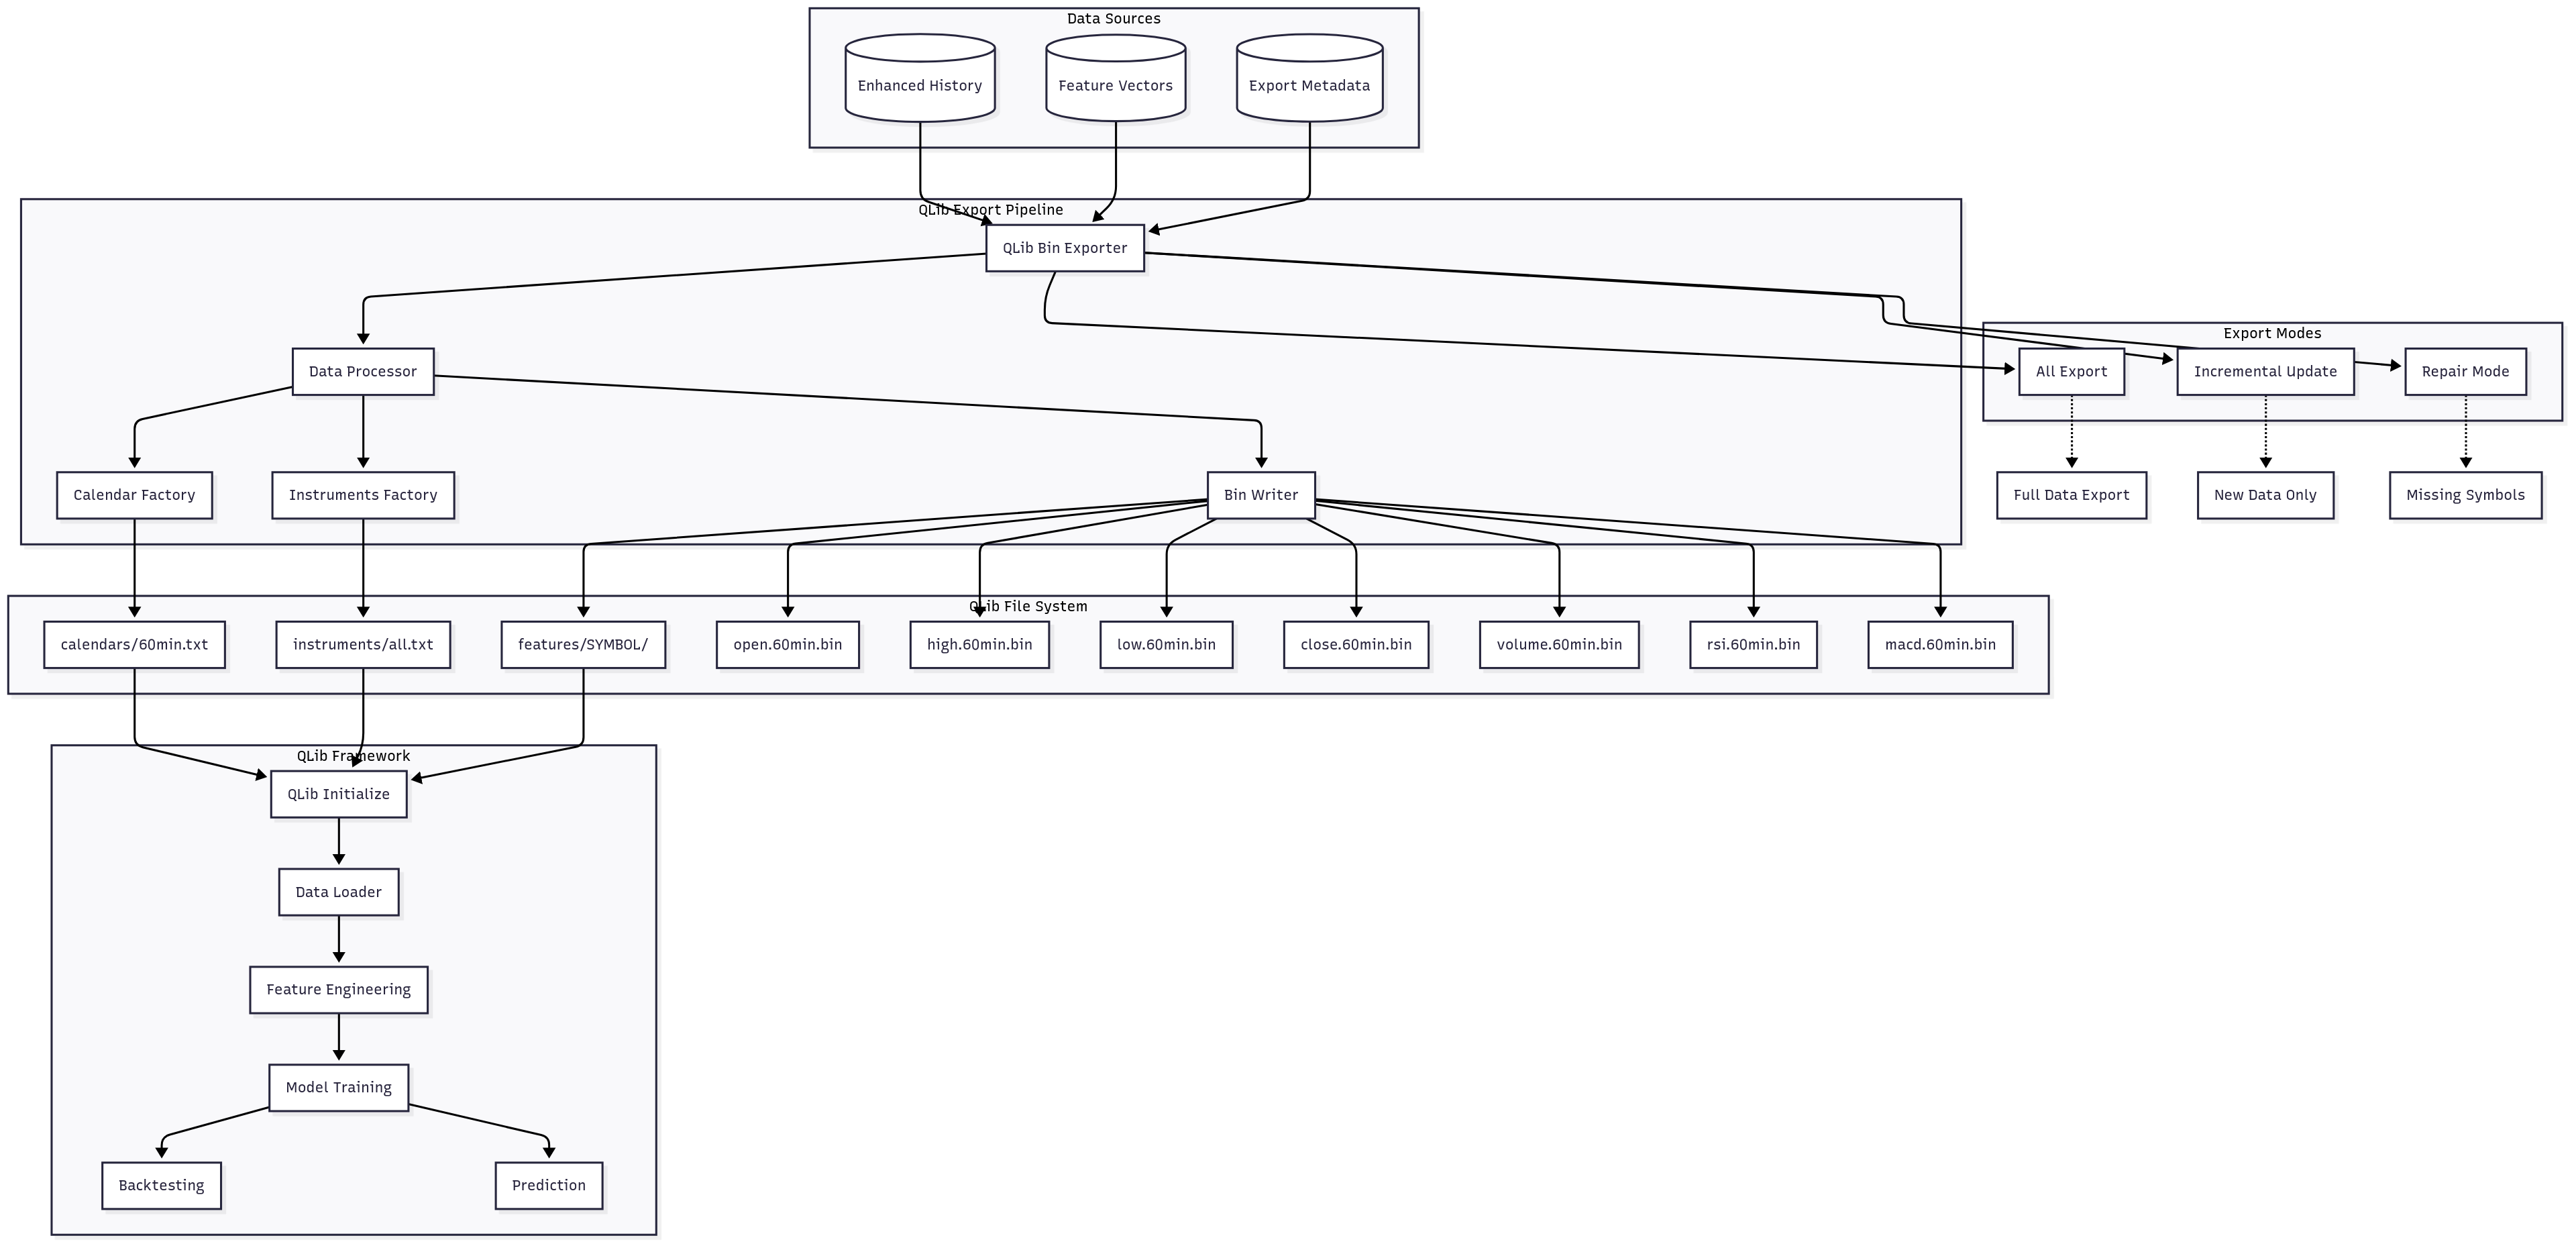 Data Sources
Enhanced History
Feature Vectors
Export Metadata
QLib Export Pipeline
QLib Bin Exporter
Export Modes
Data Processor
All Export
Incremental Update
Repair Mode
Calendar Factory
Instruments Factory
Bin Writer
Full Data Export
New Data Only
Missing Symbols
QLib File System
calendars/60min.txt
instruments/all.txt
features/SYMBOL/
open.60min.bin
high.60min.bin
low.60min.bin
close.60min.bin
volume.60min.bin
rsi.60min.bin
macd.60min.bin
QLib Framework
QLib Initialize
Data Loader
Feature Engineering
Model Training
Backtesting
Prediction